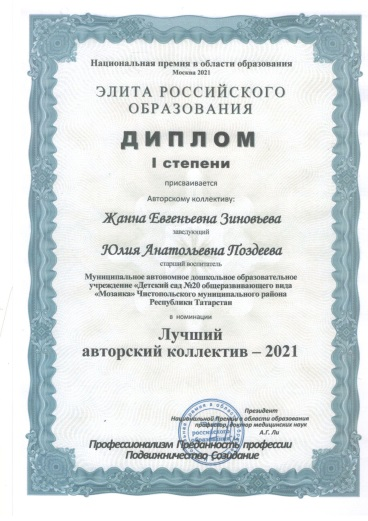 Национальная премия в области образования
Москва 2021
ЭЛИТА РОССИЙСКОГО
ОБРАЗОВАНИЯ
ДИПЛОМ
I степени
присваивается
Авторскому коллективу:
Жанна Евгеньевна Зиновьева
заведующий
Юлия Анатольевна Поздеева
старший воспитатель
Муниципальное автономное дошкольное образовательное
учреждение «Детский сад №20 общеразвивающего вида
«Мозаика» Чистопольского муниципального района
Республики Татарстан
в номинации
Лучший
авторский коллектив – 2021
Президент
Национальной Премии в области образования
профессор, доктор медицинских наук
А.Г. Ли
Профессионализм Преданность профессии
Подвижничество Созидание